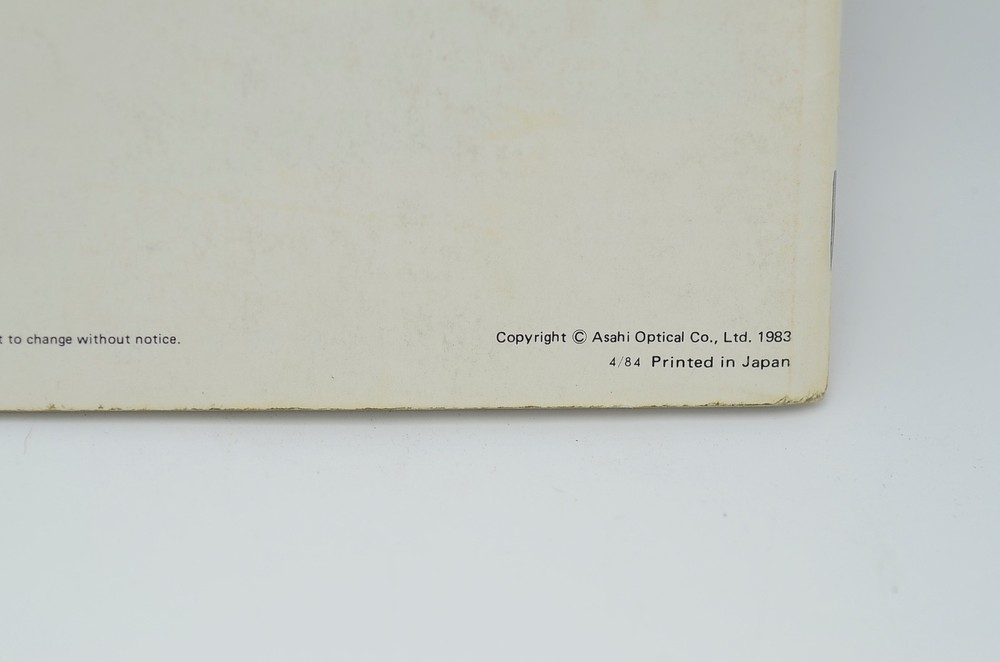 t to change without notice.
Copyright © Asahi Optical Co., Ltd. 1983
4/84 Printed in Japan